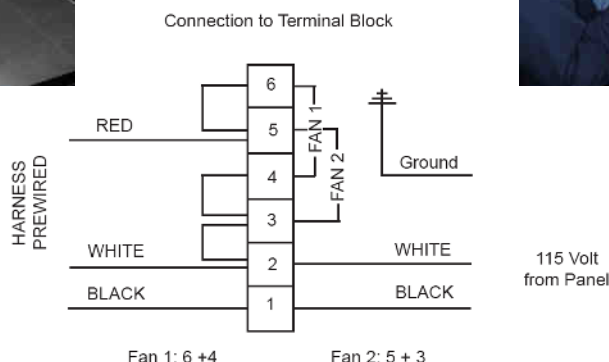 Connection to Terminal Block
6
5
4
3
2
1
RED
WHITE
BLACK
HARNESS
PREWIRED
FAN 1
FAN 2
Ground
WHITE
BLACK
115 Volt
from Panel
Fan 1: 6 +4
Fan 2: 5 + 3